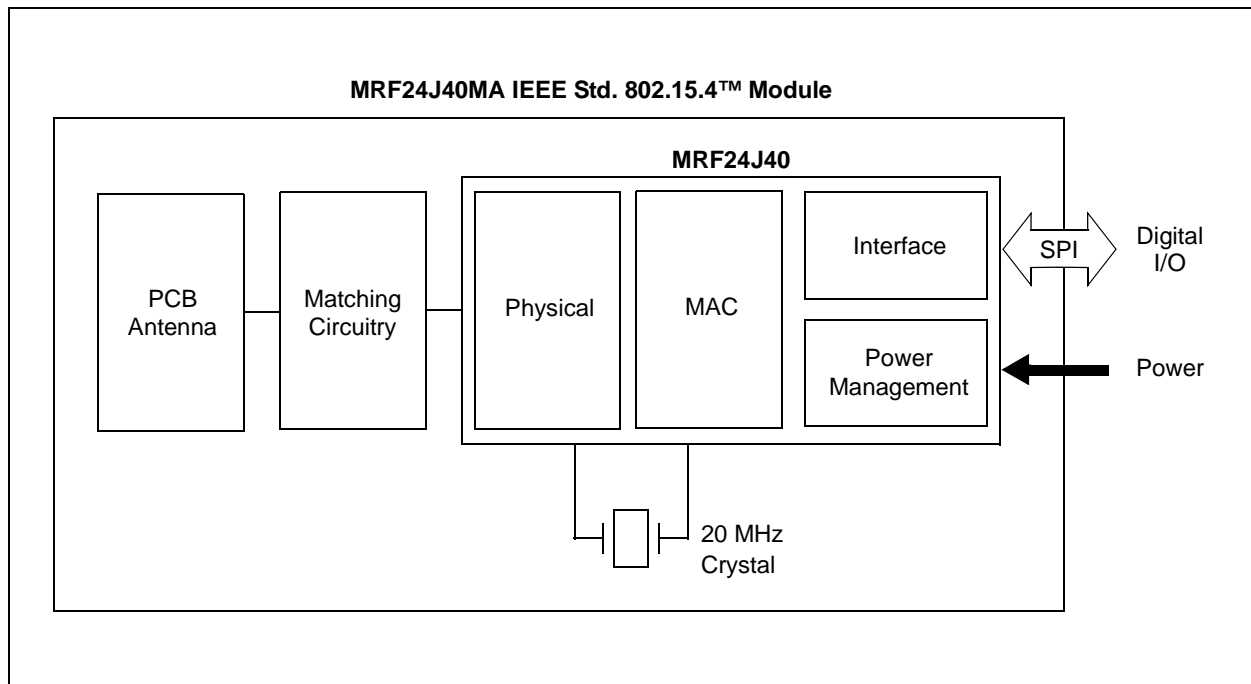 MRF24J40MA IEEE Std. 802.15.4™ Module
MRF24J40
PCB
Antenna
Matching
Circuitry
Physical
MAC
Interface
Power
Management
SPI
Digital
I/O
Power
20 MHz
Crystal